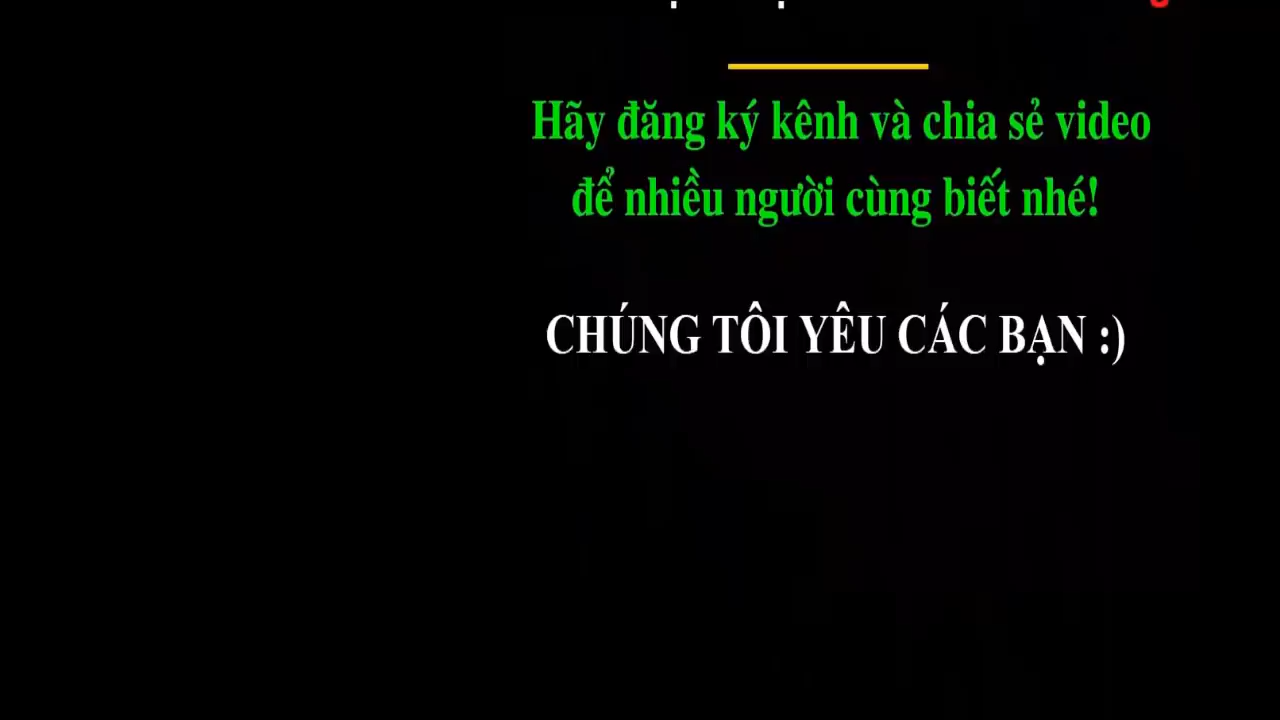 Hãy đăng ký kênh và chia sẻ video
để nhiều người cùng biết nhé!
CHÚNG TÔI YÊU CÁC BẠN :)